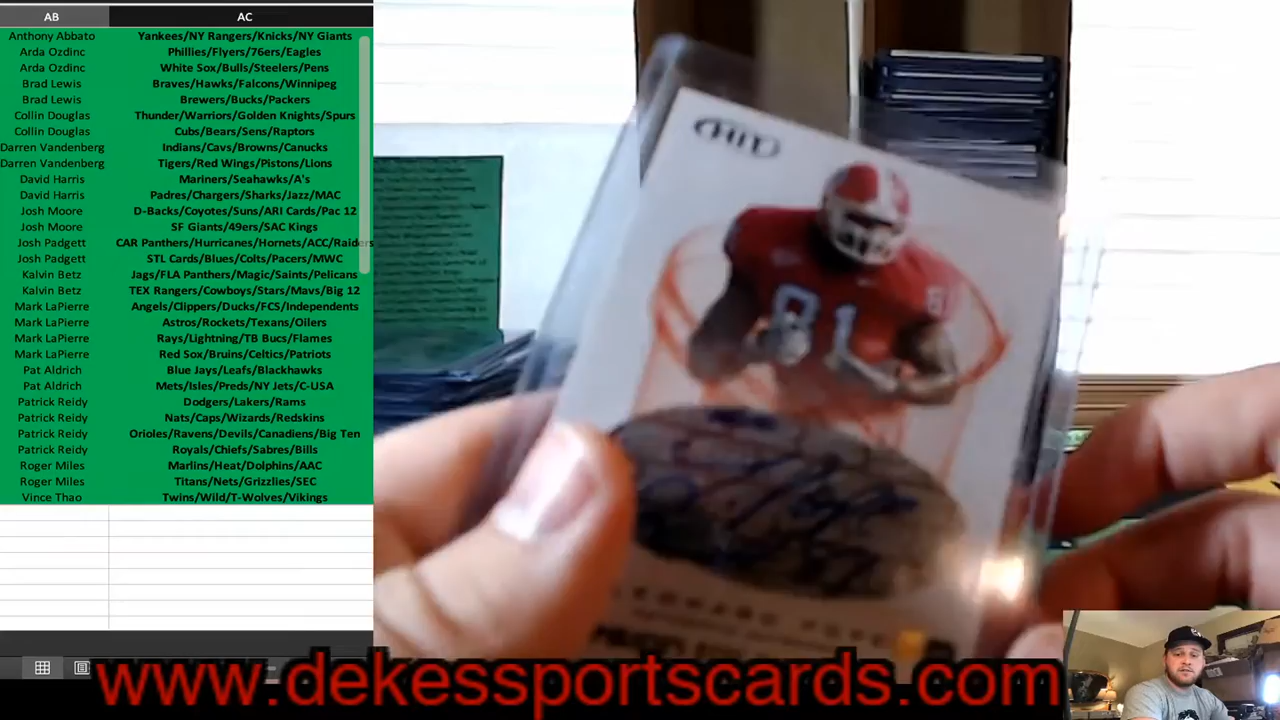 AB AC
Anthony Abbato Yankees/NY Rangers/Knicks/NY Giants
Arda Ozdinc Phillies/Flyers/76ers/Eagles
Arda Ozdinc White Sox/Bulls/Steelers/Pens
Brad Lewis Braves/Hawks/Falcons/Winnipeg
Brad Lewis Brewers/Bucks/Packers
Collin Douglas Thunder/Warriors/Golden Knights/Spurs
Collin Douglas Cubs/Bears/Sens/Raptors
Darren Vandenberg Indians/Cavs/Browns/Canucks
Darren Vandenberg Tigers/Red Wings/Pistons/Lions
David Harris Mariners/Seahawks/A's
David Harris Padres/Chargers/Sharks/Jazz/MAC
Josh Moore D-Backs/Coyotes/Suns/ARI Cards/Pac 12
Josh Moore SF Giants/49ers/SAC Kings
Josh Padgett CAR Panthers/Hurricanes/Hornets/ACC/Raiders
Josh Padgett STL Cards/Blues/Colts/Pacers/MWC
Kalvin Betz Jags/FLA Panthers/Magic/Saints/Pelicans
Kalvin Betz TEX Rangers/Cowboys/Stars/Mavs/Big 12
Mark LaPierre Angels/Clippers/Ducks/FCS/Independents
Mark LaPierre Astros/Rockets/Texans/Oilers
Mark LaPierre Rays/Lightning/TB Bucs/Flames
Mark LaPierre Red Sox/Bruins/Celtics/Patriots
Pat Aldrich Blue Jays/Leafs/Blackhawks
Pat Aldrich Mets/Isles/Preds/NY Jets/C-USA
Patrick Reidy Dodgers/Lakers/Rams
Patrick Reidy Nats/Caps/Wizards/Redskins
Patrick Reidy Orioles/Ravens/Devils/Canadiens/Big Ten
Patrick Reidy Royals/Chiefs/Sabres/Bills
Roger Miles Marlins/Heat/Dolphins/AAC
Roger Miles Titans/Nets/Grizzlies/SEC
Vince Thao Twins/Wild/T-Wolves/Vikings
HIT
81
81
www.dekessportscards.com